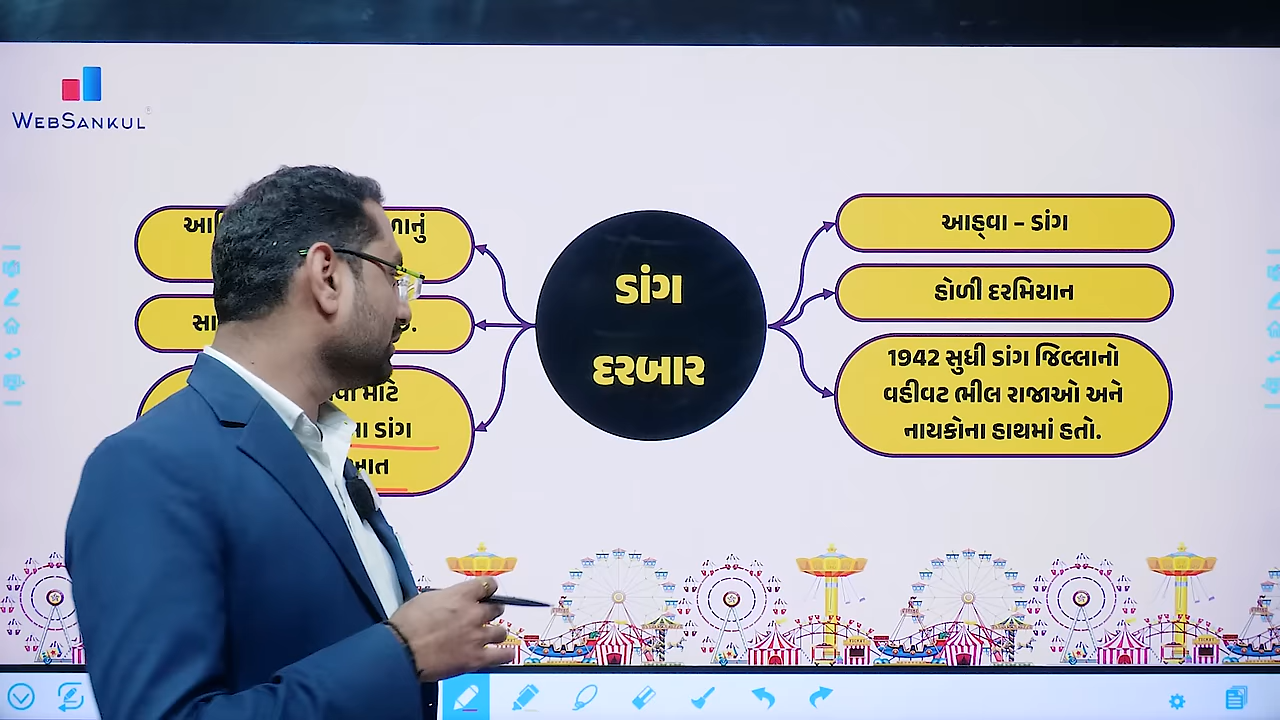 WEBSANKUL
ડાંગ
દરબાર
માટે
ડાંગ
આહ્વા – ડાંગ
હોળી દરમિયાન
1942 સુધી ડાંગ જિલ્લાનો
વહીવટ ભીલ રાજાઓ અને
નાયકોના હાથમાં હતો.